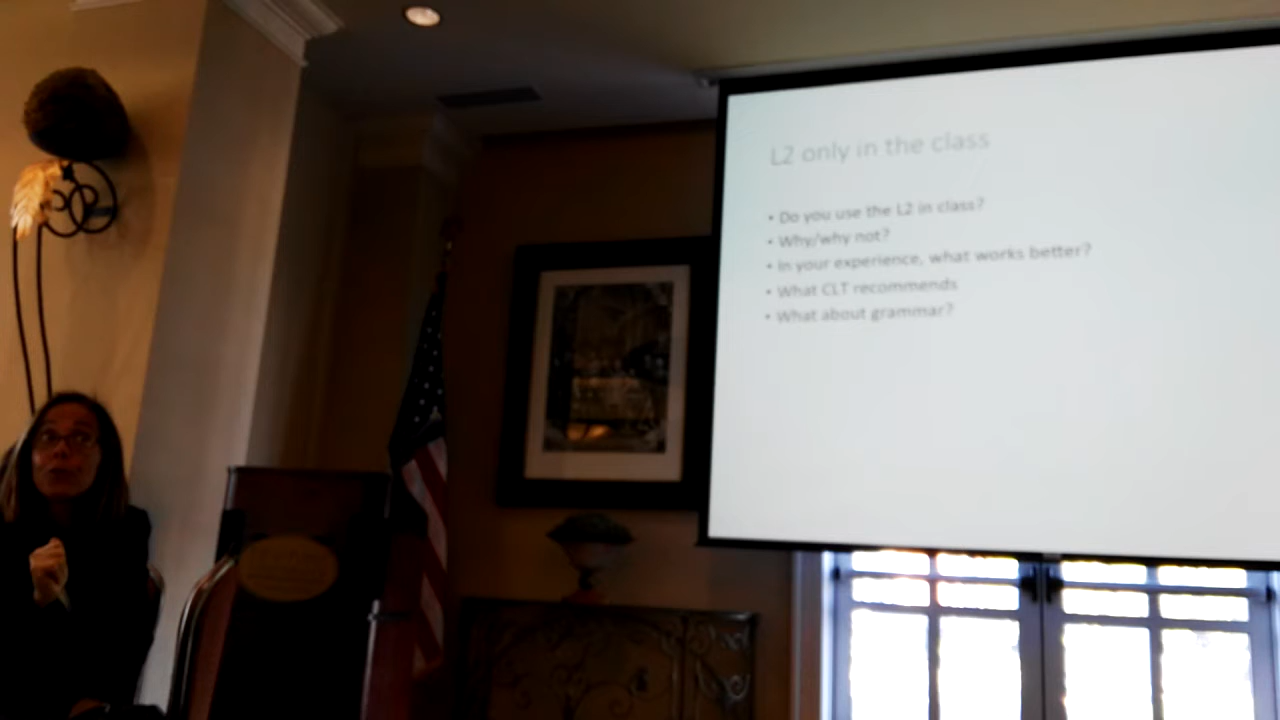 L2 only in the class
• Do you use the L2 in class?
• Why/why not?
• In your experience, what works better?
• What CLT recommends
• What about grammar?